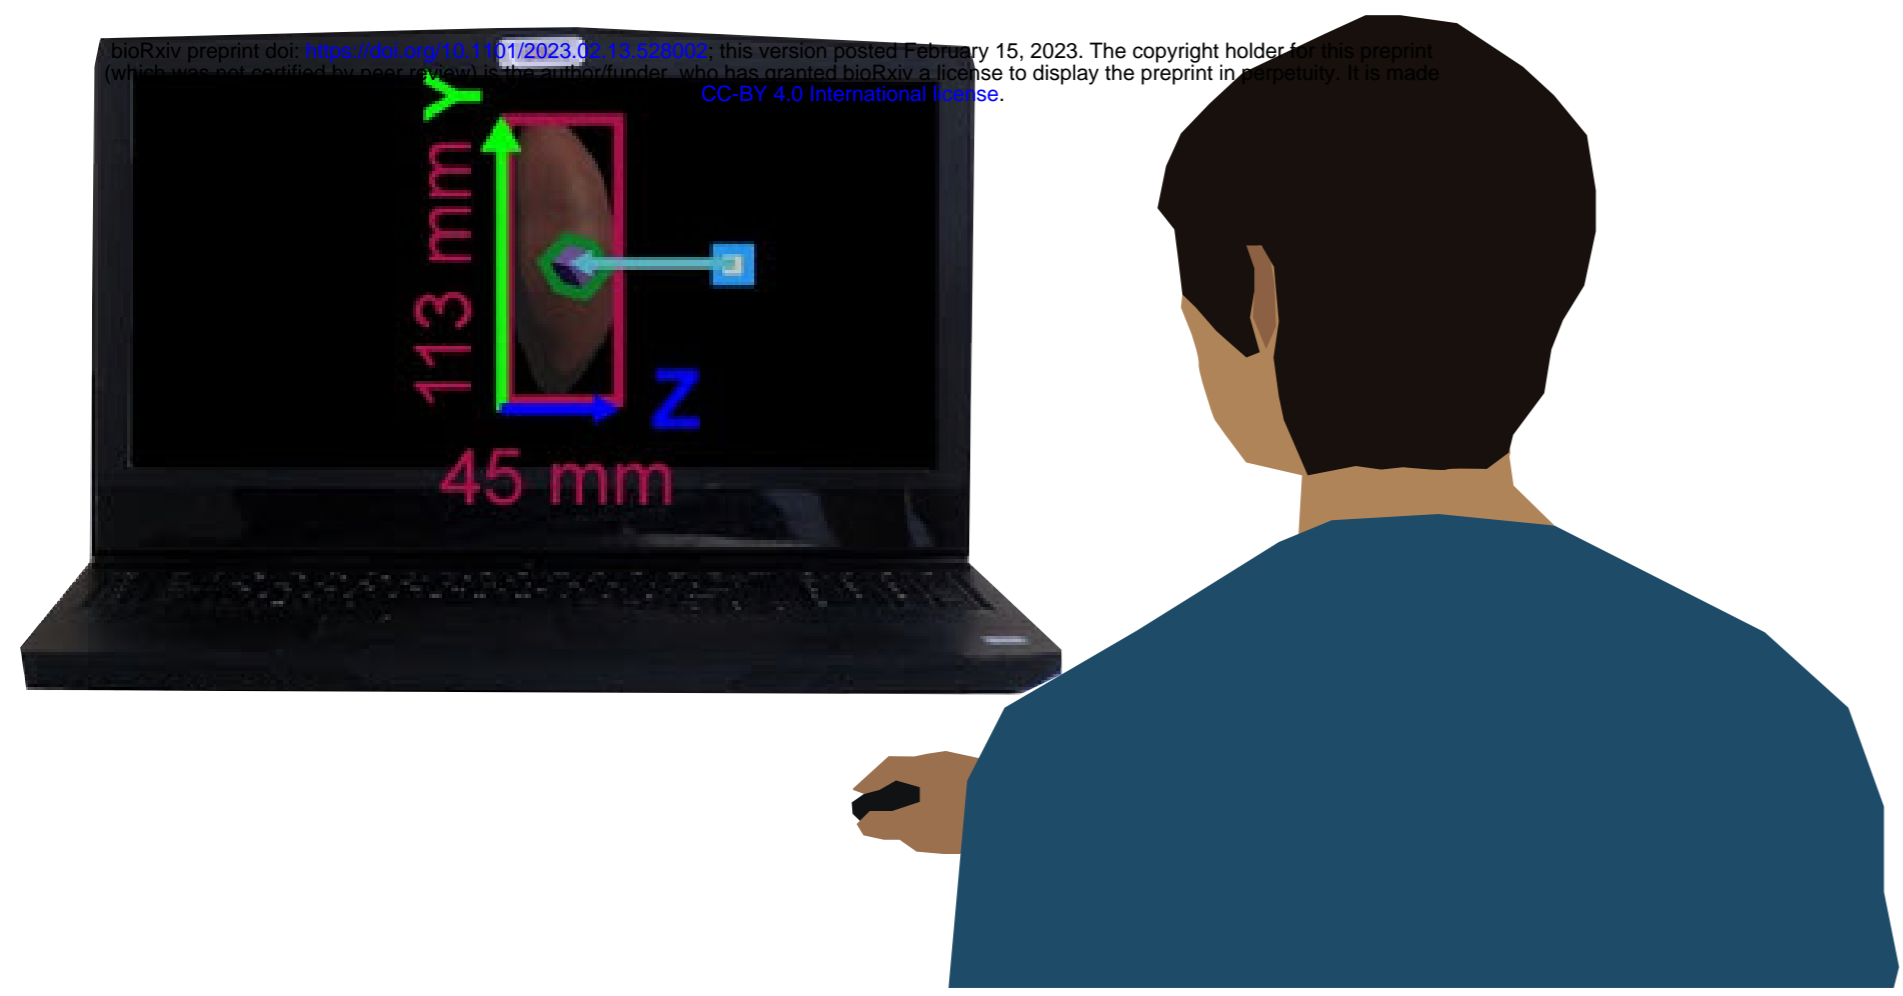 bioRxiv preprint doi: https://doi.org/10.1101/2023.02.13.528002; this version posted February 15, 2023. The copyright holder for this preprint
(which was not certified by peer review) is the author/funder, who has granted bioRxiv a license to display the preprint in perpetuity. It is made
CC-BY 4.0 International license.
Y
113 mm
Z
45 mm